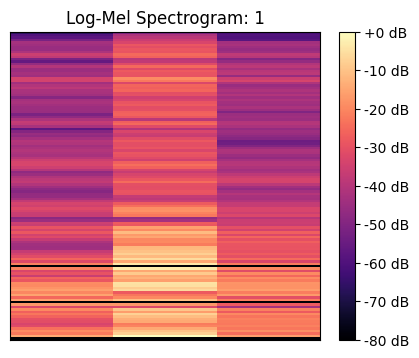 Log-Mel Spectrogram: 1
+0 dB
-10 dB
-20 dB
-30 dB
-40 dB
-50 dB
-60 dB
-70 dB
-80 dB